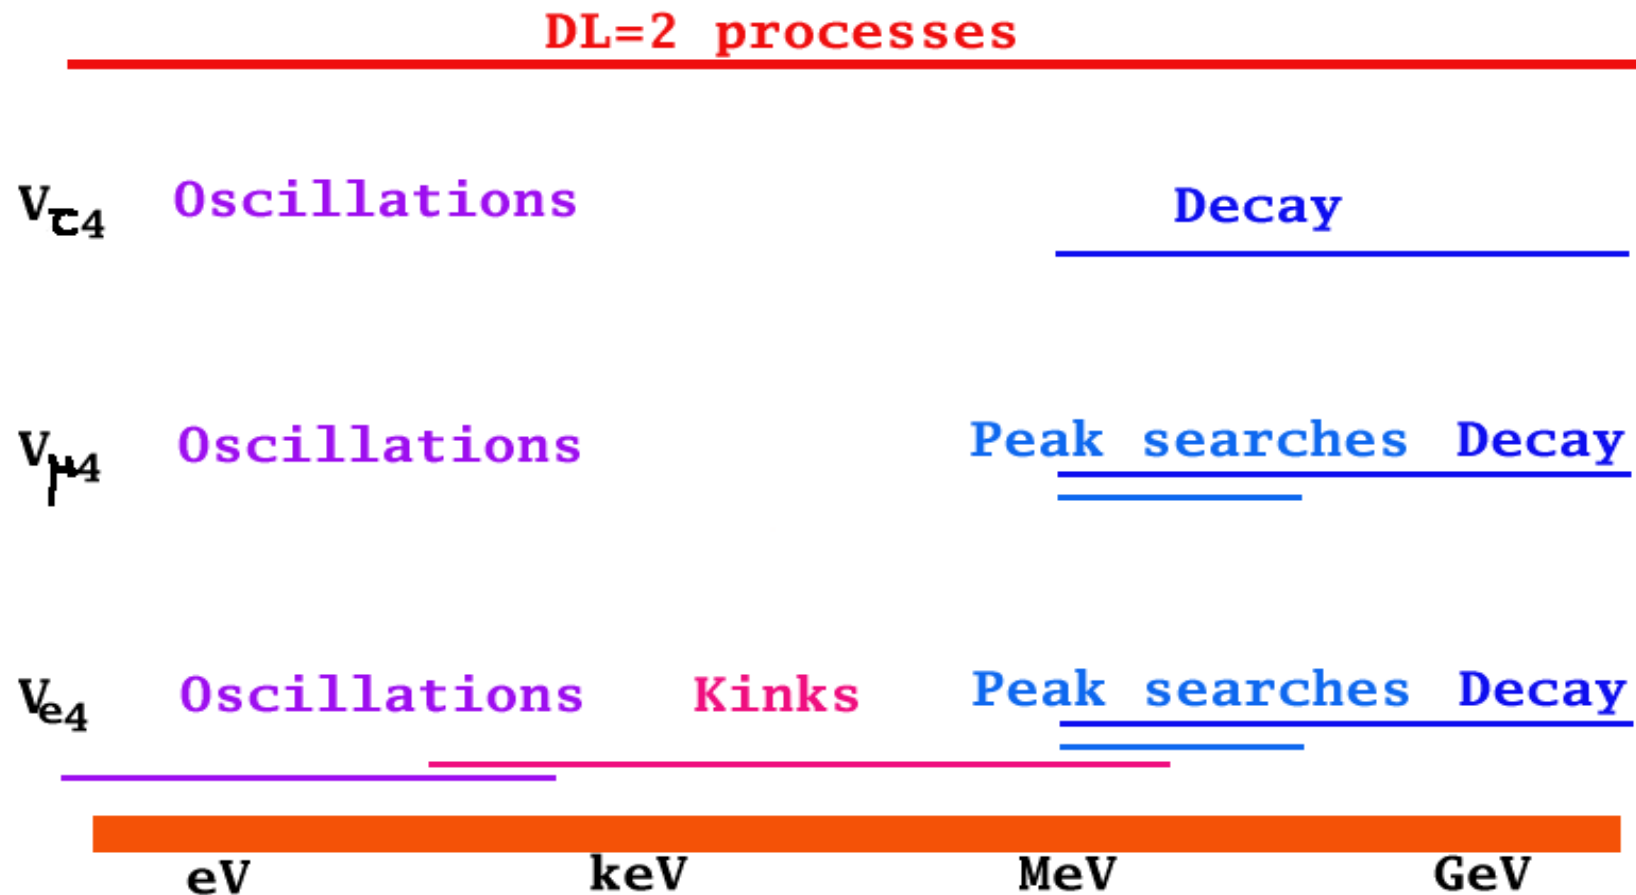 DL=2 processes
Vτ4 Oscillations Decay
Vμ4 Oscillations Peak searches Decay
Ve4 Oscillations Kinks Peak searches Decay
eV keV MeV GeV